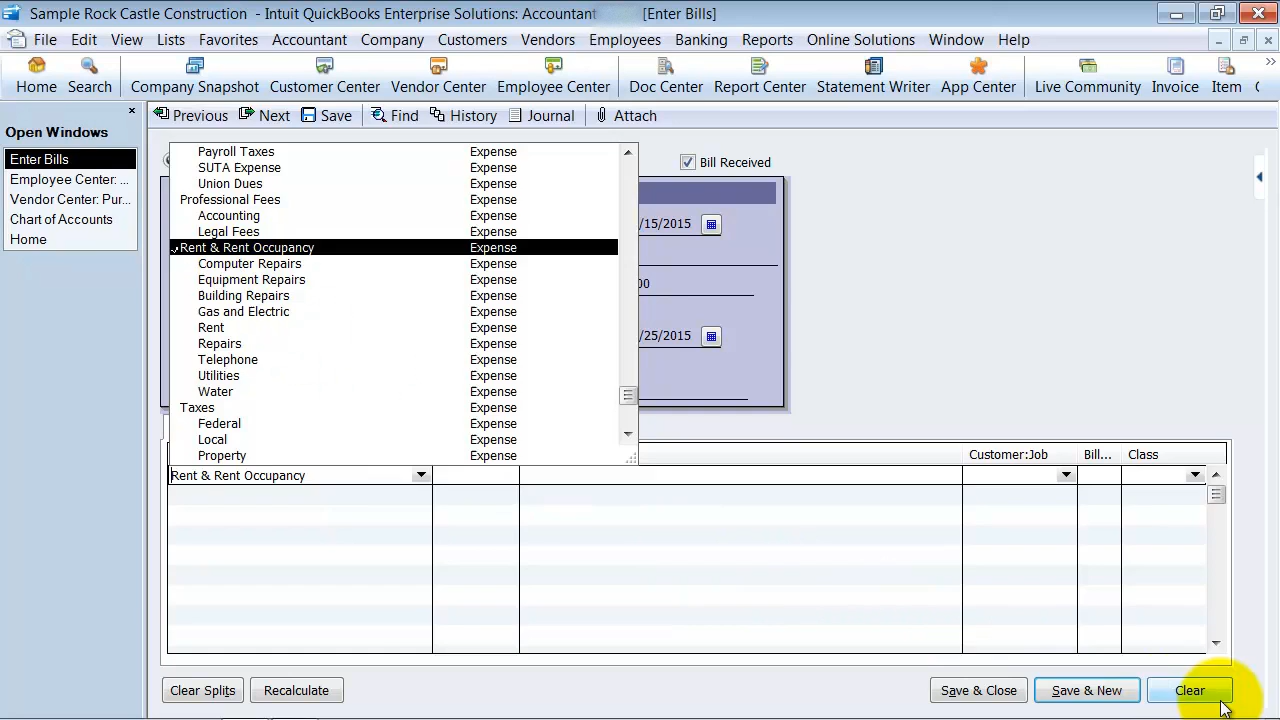 Sample Rock Castle Construction - Intuit QuickBooks Enterprise Solutions: Accountant [Enter Bills]
File Edit View Lists Favorites Accountant Company Customers Vendors Employees Banking Reports Online Solutions Window Help
Home Search Company Snapshot Customer Center Vendor Center Employee Center Doc Center Report Center Statement Writer App Center Live Community Invoice Item
Previous Next Save Find History Journal Attach
Open Windows
Enter Bills
Employee Center: ...
Vendor Center: Pur...
Chart of Accounts
Home
Payroll Taxes Expense
SUTA Expense Expense
Union Dues Expense
Professional Fees Expense
Accounting Expense
Legal Fees Expense
Rent & Rent Occupancy Expense
Computer Repairs Expense
Equipment Repairs Expense
Building Repairs Expense
Gas and Electric Expense
Rent Expense
Repairs Expense
Telephone Expense
Utilities Expense
Water Expense
Taxes Expense
Federal Expense
Local Expense
Property Expense
Bill Received
/15/2015
00
/25/2015
Customer:Job Bill... Class
Rent & Rent Occupancy
Clear Splits Recalculate Save & Close Save & New Clear